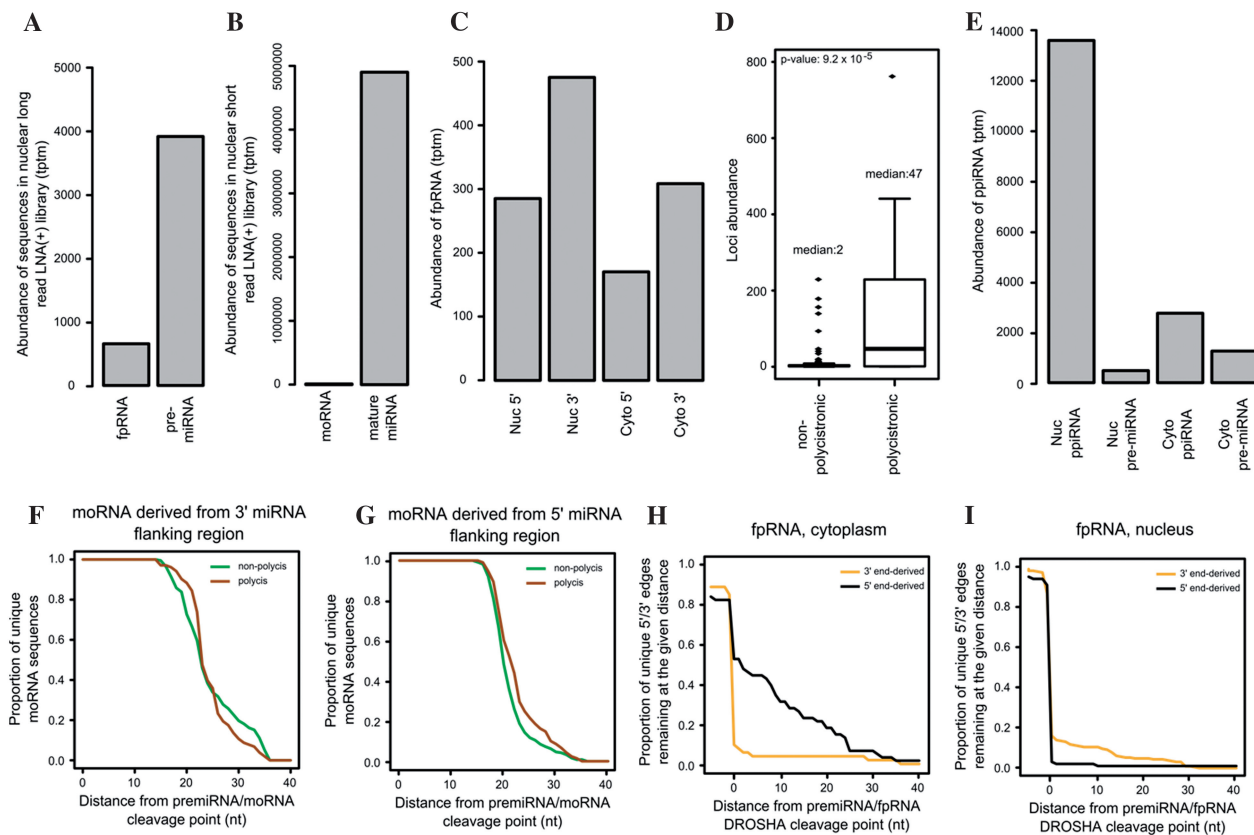 A
Abundance of sequences in nuclear long
read LNA(+) library (tptm)
5000
4000
3000
2000
1000
0
fpRNA
pre-
miRNA
B
Abundance of sequences in nuclear short
read LNA(+) library (tptm)
5000000
4000000
3000000
2000000
1000000
0
moRNA
mature
miRNA
C
Abundance of fpRNA (tptm)
500
400
300
200
100
0
Nuc 5'
Nuc 3'
Cyto 5'
Cyto 3'
D
p-value: 9.2 x 10-5
Loci abundance
800
600
400
200
0
median:2
median:47
non-
polycistronic
polycistronic
E
Abundance of ppiRNA tptm)
14000
12000
10000
8000
6000
4000
2000
0
Nuc
ppiRNA
Nuc
pre-miRNA
Cyto
ppiRNA
Cyto
pre-miRNA
F
moRNA derived from 3' miRNA
flanking region
Proportion of unique
moRNA sequences
1.0
0.8
0.6
0.4
0.2
0.0
non-polycis
polycis
0 10 20 30 40
Distance from premiRNA/moRNA
cleavage point (nt)
G
moRNA derived from 5' miRNA
flanking region
Proportion of unique
moRNA sequences
1.0
0.8
0.6
0.4
0.2
0.0
non-polycis
polycis
0 10 20 30 40
Distance from premiRNA/moRNA
cleavage point (nt)
H
fpRNA, cytoplasm
Proportion of unique 5'/3' edges
remaining at the given distance
1.0
0.8
0.6
0.4
0.2
0.0
3' end-derived
5' end-derived
0 10 20 30 40
Distance from premiRNA/fpRNA
DROSHA cleavage point (nt)
I
fpRNA, nucleus
Proportion of unique 5'/3' edges
remaining at the given distance
1.0
0.8
0.6
0.4
0.2
0.0
3' end-derived
5' end-derived
0 10 20 30 40
Distance from premiRNA/fpRNA
DROSHA cleavage point (nt)